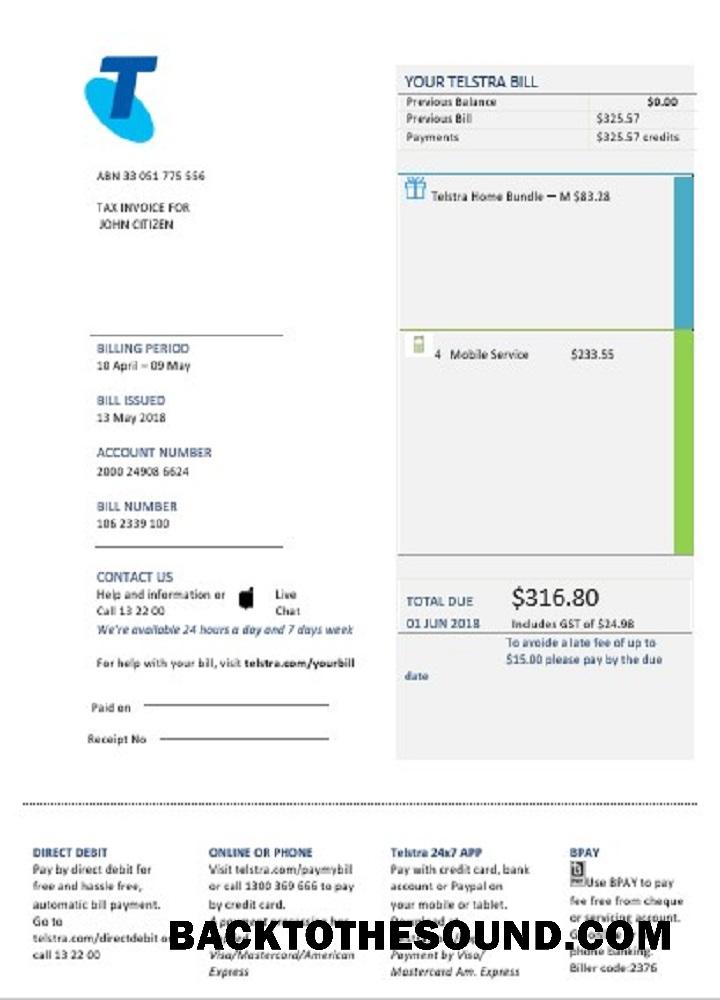 T
ABN 33 051 775 556
TAX INVOICE FOR
JOHN CITIZEN
BILLING PERIOD
10 April – 09 May
BILL ISSUED
13 May 2018
ACCOUNT NUMBER
2000 24908 6624
BILL NUMBER
106 2339 100
CONTACT US
Help and information or Live
Call 13 22 00 Chat
We're available 24 hours a day and 7 days week
For help with your bill, visit telstra.com/yourbill
Paid on
Receipt No
YOUR TELSTRA BILL
Previous Balance $0.00
Previous Bill $325.57
Payments $325.57 credits
Telstra Home Bundle — M $83.28
4 Mobile Service $233.55
TOTAL DUE $316.80
01 JUN 2018 Includes GST of $24.98
To avoide a late fee of up to
$15.00 please pay by the due
date
DIRECT DEBIT
Pay by direct debit for
free and hassle free,
automatic bill payment.
Go to
telstra.com/directdebit or
call 13 22 00
ONLINE OR PHONE
Visit telstra.com/paymybill
or call 1300 369 666 to pay
by credit card.
A payment processing
Visa/Mastercard/American
Express
Telstra 24x7 APP
Pay with credit card, bank
account or Paypal on
your mobile or tablet.
Download at
Payment by Visa/
Mastercard Am. Express
BPAY
Use BPAY to pay
fee free from cheque
or servicing account.
phone banking.
Biller code:2376
BACKTOTHESOUND.COM